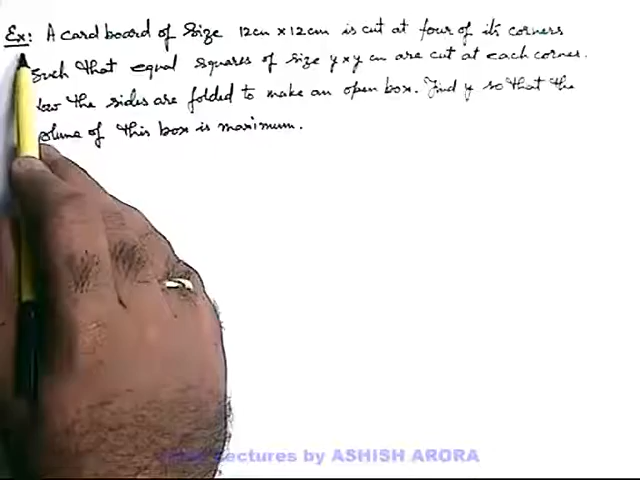 Ex: A card board of size 12cm × 12cm is cut at four of its corners
Such that equal squares of size y × y cm are cut at each corner.
the sides are folded to make an open box. Find y so that the
of this box is maximum.
Lectures by ASHISH ARORA